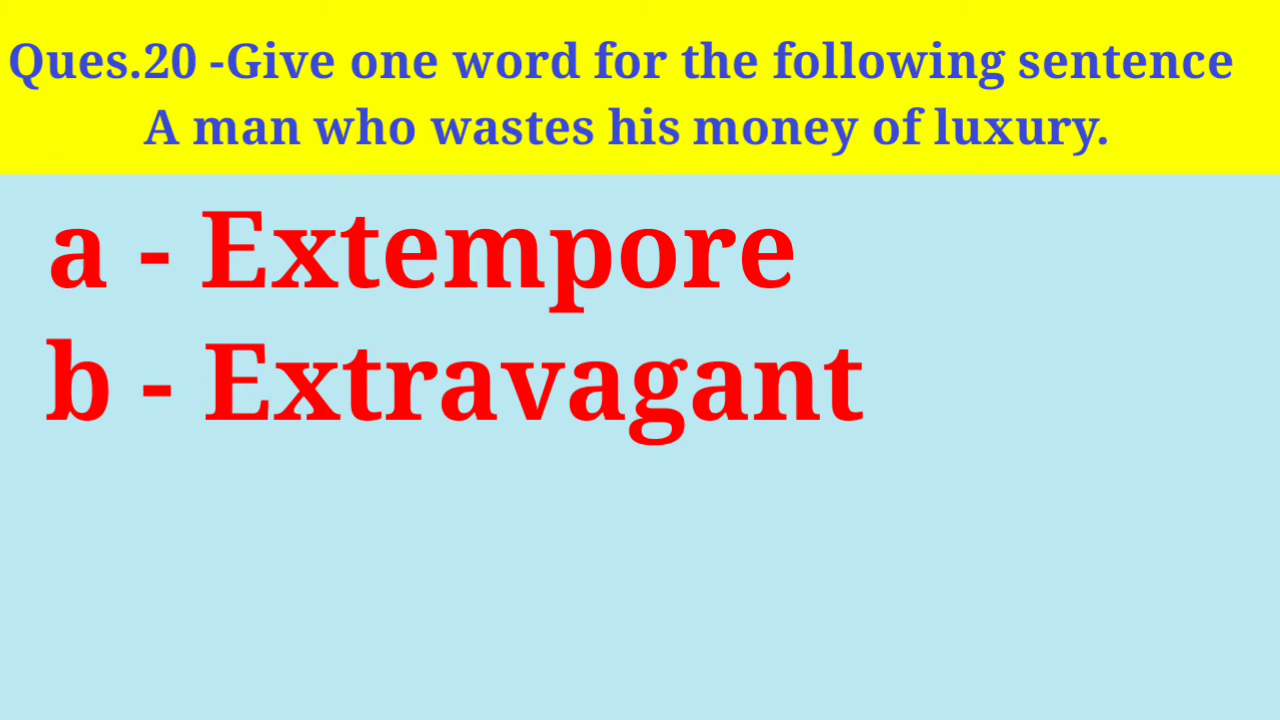 Ques.20 -Give one word for the following sentence
A man who wastes his money of luxury.
a - Extempore
b - Extravagant